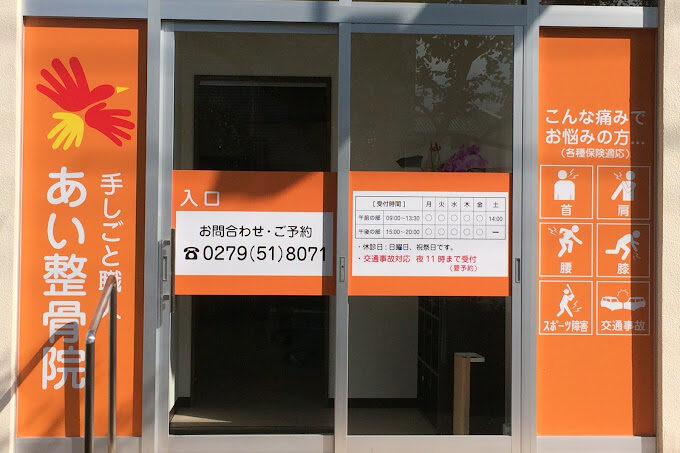 手しごと職人
あい整骨院
入口
お問合わせ・ご予約
☎0279(51)8071
[受付時間] 月 火 水 木 金 土
午前の部 09:00〜13:30 ○ ○ ○ ○ ○ 14:00
午後の部 15:00〜20:00 ○ ○ ○ ○ ○ ー
・休診日：日曜日、祝祭日です。
・交通事故対応 夜11時まで受付
(要予約)
こんな痛みで
お悩みの方...
(各種保険適応)
首 肩
腰 膝
スポーツ障害 交通事故